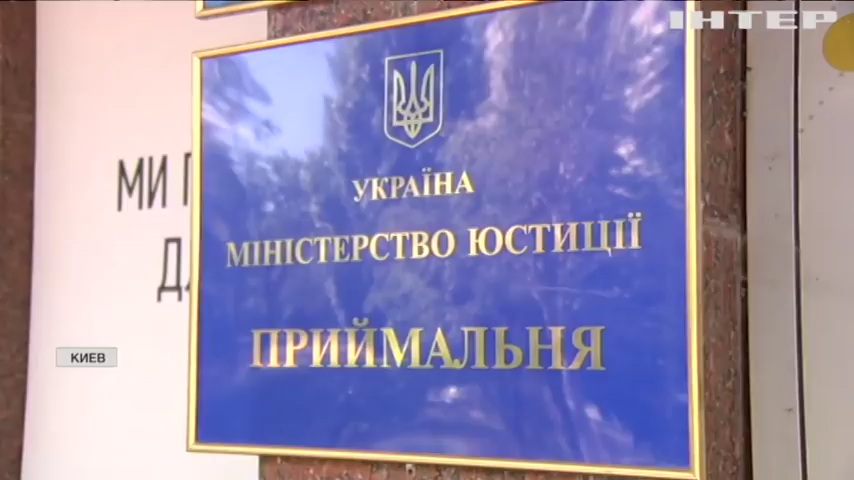 ІНТЕР
МИ
УКРАЇНА
МІНІСТЕРСТВО ЮСТИЦІЇ
ПРИЙМАЛЬНЯ
КИЕВ